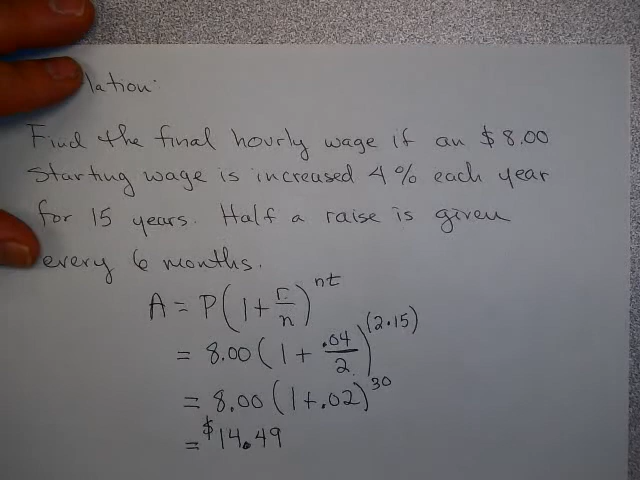 lation:
Find the final hourly wage if an $8.00
starting wage is increased 4% each year
for 15 years. Half a raise is given
every 6 months.
A = P(1 + r/n)^nt
= 8.00(1 + .04/2)^(2·15)
= 8.00(1+.02)^30
= $14.49